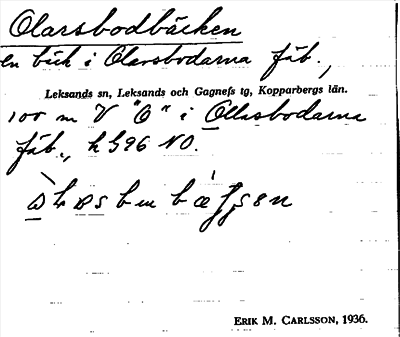 Olarsbodbäcken
en bäck i Olarsbodarna fäb.,
Leksands sn, Leksands och Gagnefs tg, Kopparbergs län.
100 m V "O" i Ollasbodarna
fäb., k 596 NO.
ERIK M. CARLSSON, 1936.